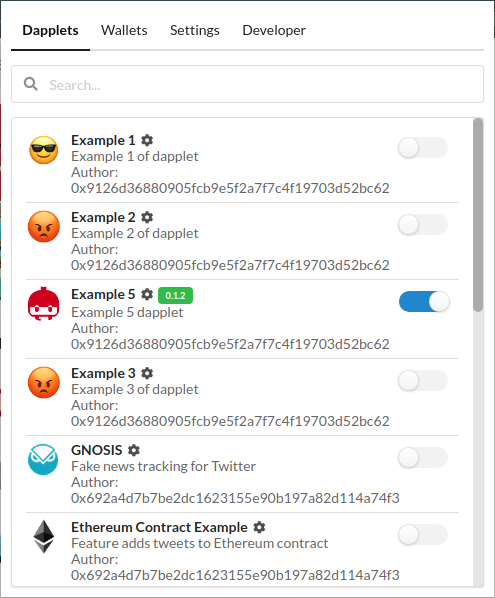 Dapplets Wallets Settings Developer
Search...
Example 1
Example 1 of dapplet
Author:
0x9126d36880905fcb9e5f2a7f7c4f19703d52bc62
Example 2
Example 2 of dapplet
Author:
0x9126d36880905fcb9e5f2a7f7c4f19703d52bc62
Example 5 0.1.2
Example 5 dapplet
Author:
0x9126d36880905fcb9e5f2a7f7c4f19703d52bc62
Example 3
Example 3 of dapplet
Author:
0x9126d36880905fcb9e5f2a7f7c4f19703d52bc62
GNOSIS
Fake news tracking for Twitter
Author:
0x692a4d7b7be2dc1623155e90b197a82d114a74f3
Ethereum Contract Example
Feature adds tweets to Ethereum contract
Author:
0x692a4d7b7be2dc1623155e90b197a82d114a74f3